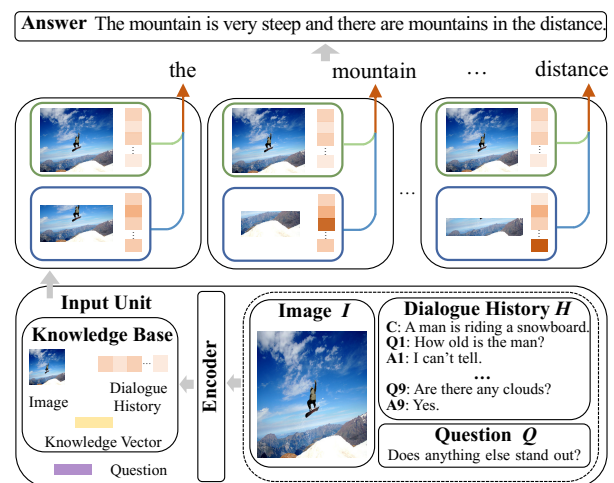 Answer The mountain is very steep and there are mountains in the distance.
the mountain ... distance
...
Input Unit
Knowledge Base
Image
Dialogue
History
Knowledge Vector
Question
Encoder
Image I
Dialogue History H
C: A man is riding a snowboard.
Q1: How old is the man?
A1: I can't tell.
...
Q9: Are there any clouds?
A9: Yes.
Question Q
Does anything else stand out?